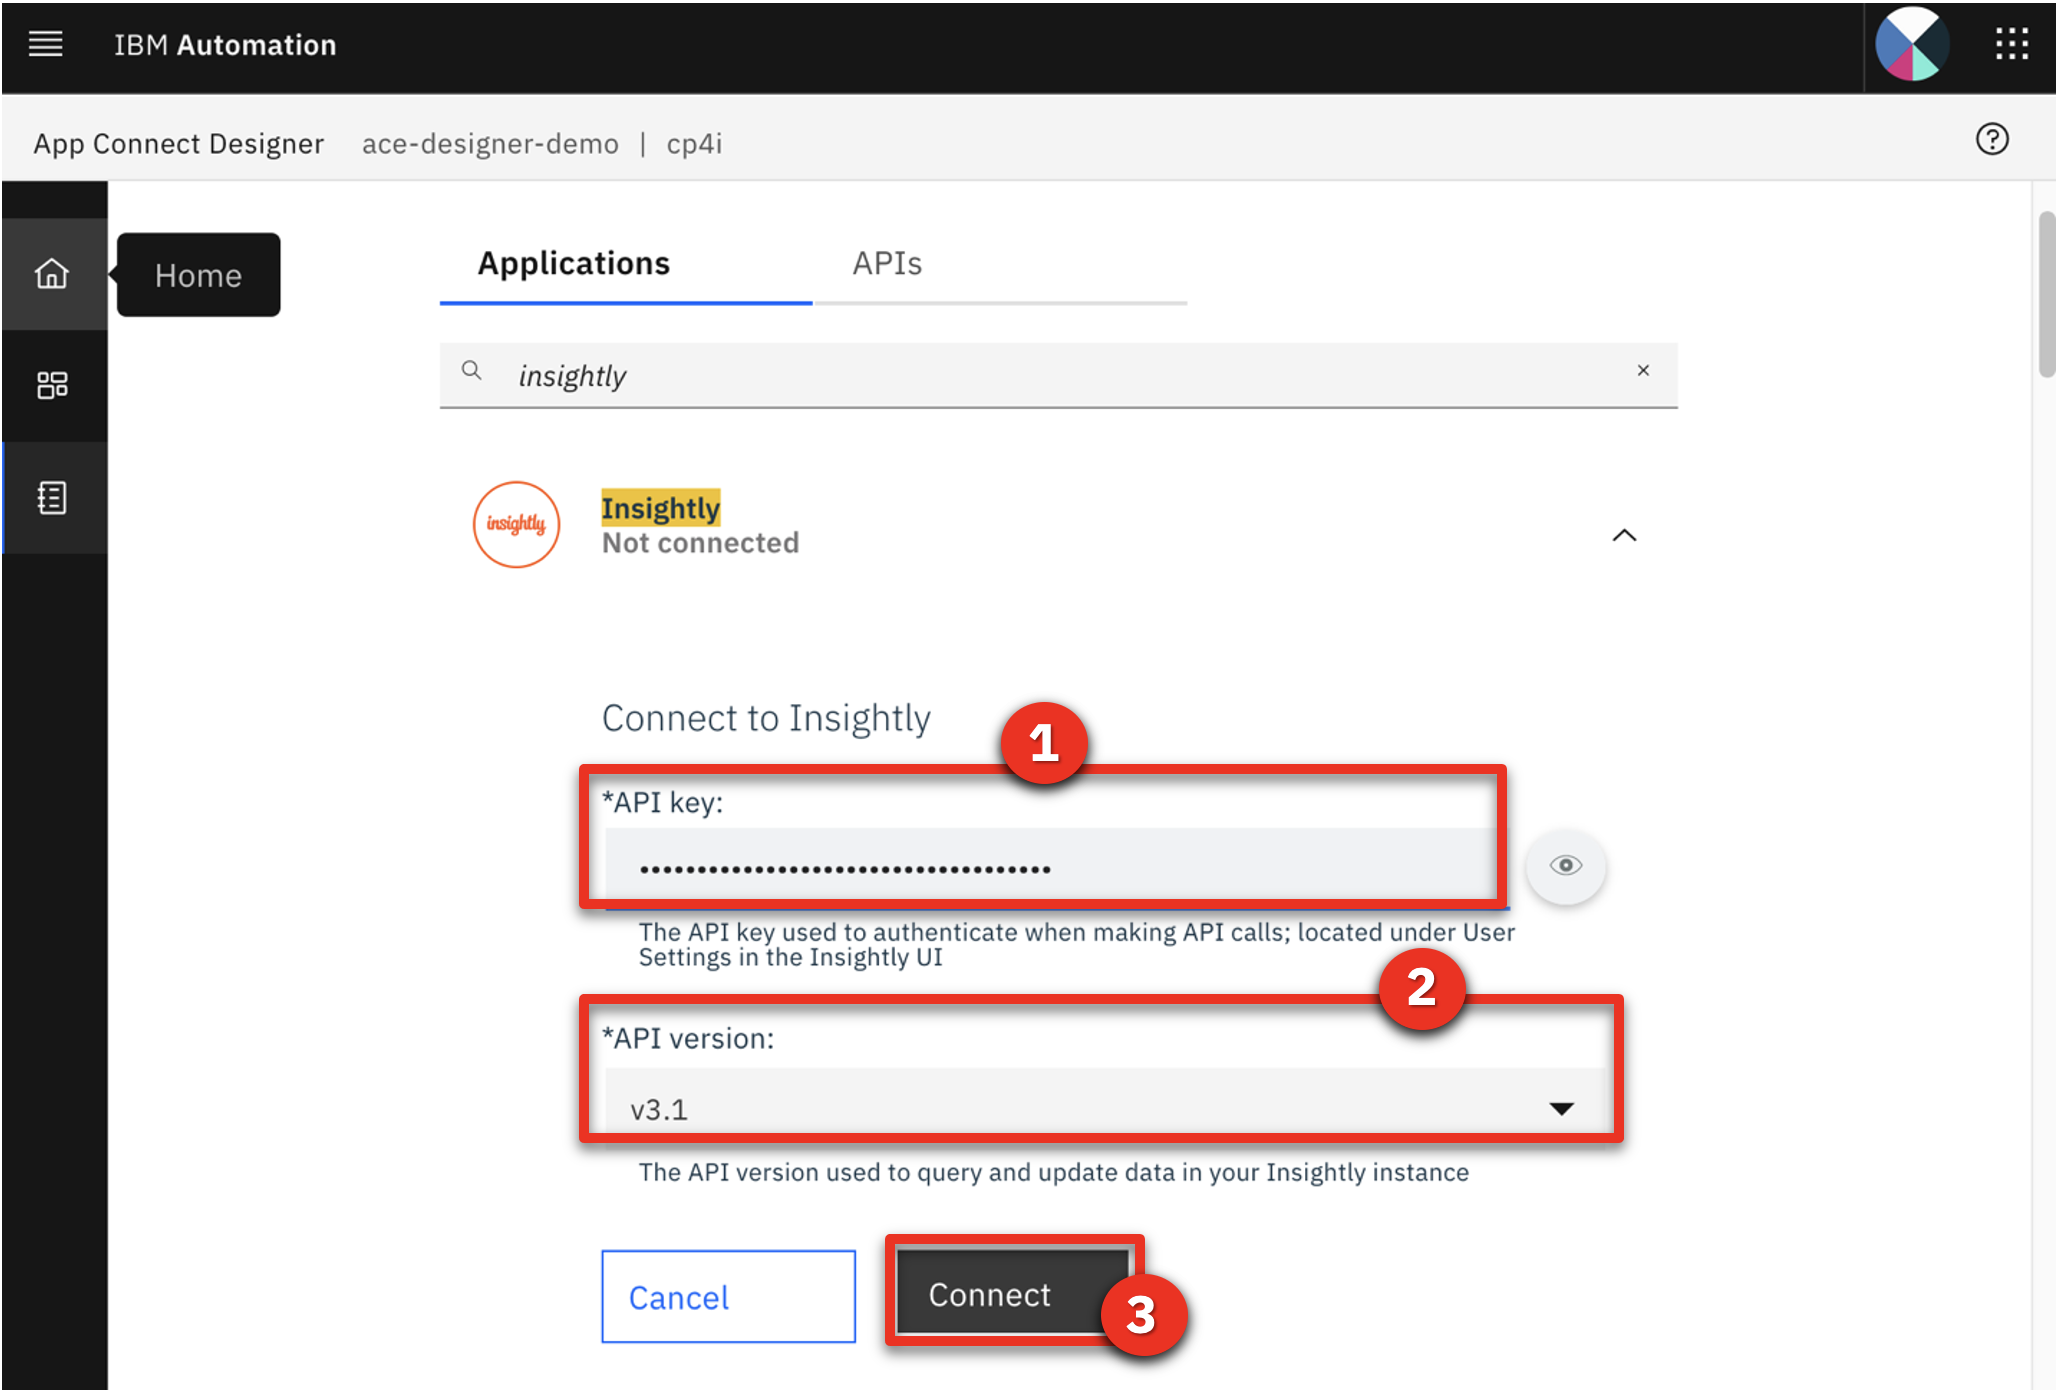 IBM Automation
App Connect Designer ace-designer-demo | cp4i
Home
Applications APIs
insightly
insightly
Insightly
Not connected
Connect to Insightly
1
*API key:
••••••••••••••••••••••••••••••••••••
The API key used to authenticate when making API calls; located under User
Settings in the Insightly UI
2
*API version:
v3.1
The API version used to query and update data in your Insightly instance
Cancel
Connect
3